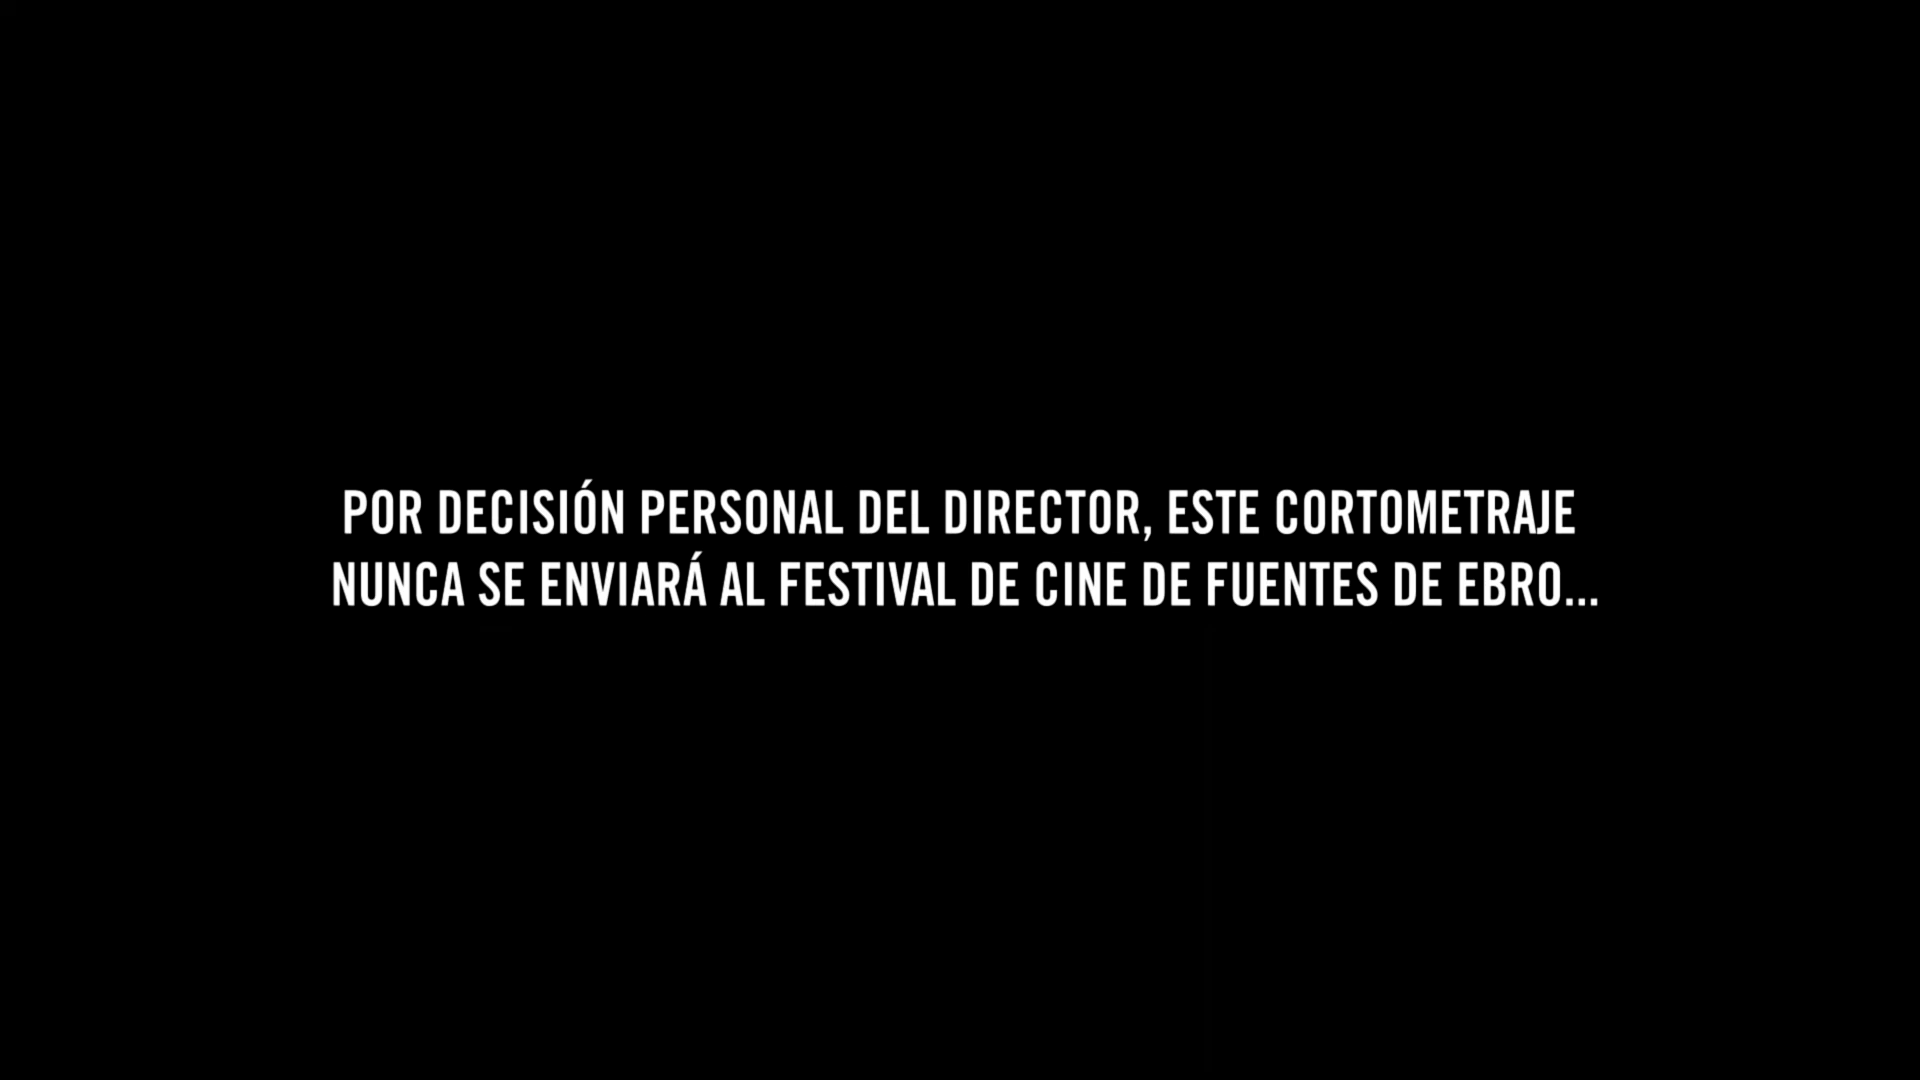 POR DECISIÓN PERSONAL DEL DIRECTOR, ESTE CORTOMETRAJE
NUNCA SE ENVIARÁ AL FESTIVAL DE CINE DE FUENTES DE EBRO...